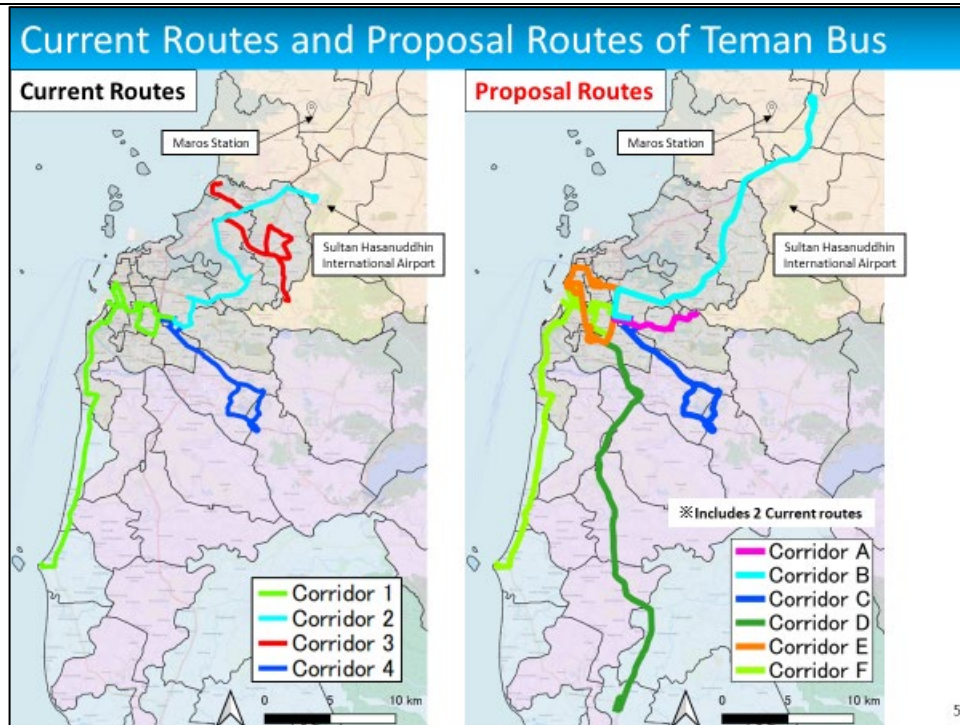 Current Routes and Proposal Routes of Teman Bus
Current Routes
Maros Station
Sultan Hasanuddhin
International Airport
Corridor 1
Corridor 2
Corridor 3
Corridor 4
0 5 10 km
Proposal Routes
Maros Station
Sultan Hasanuddhin
International Airport
※Includes 2 Current routes
Corridor A
Corridor B
Corridor C
Corridor D
Corridor E
Corridor F
0 5 10 km
5